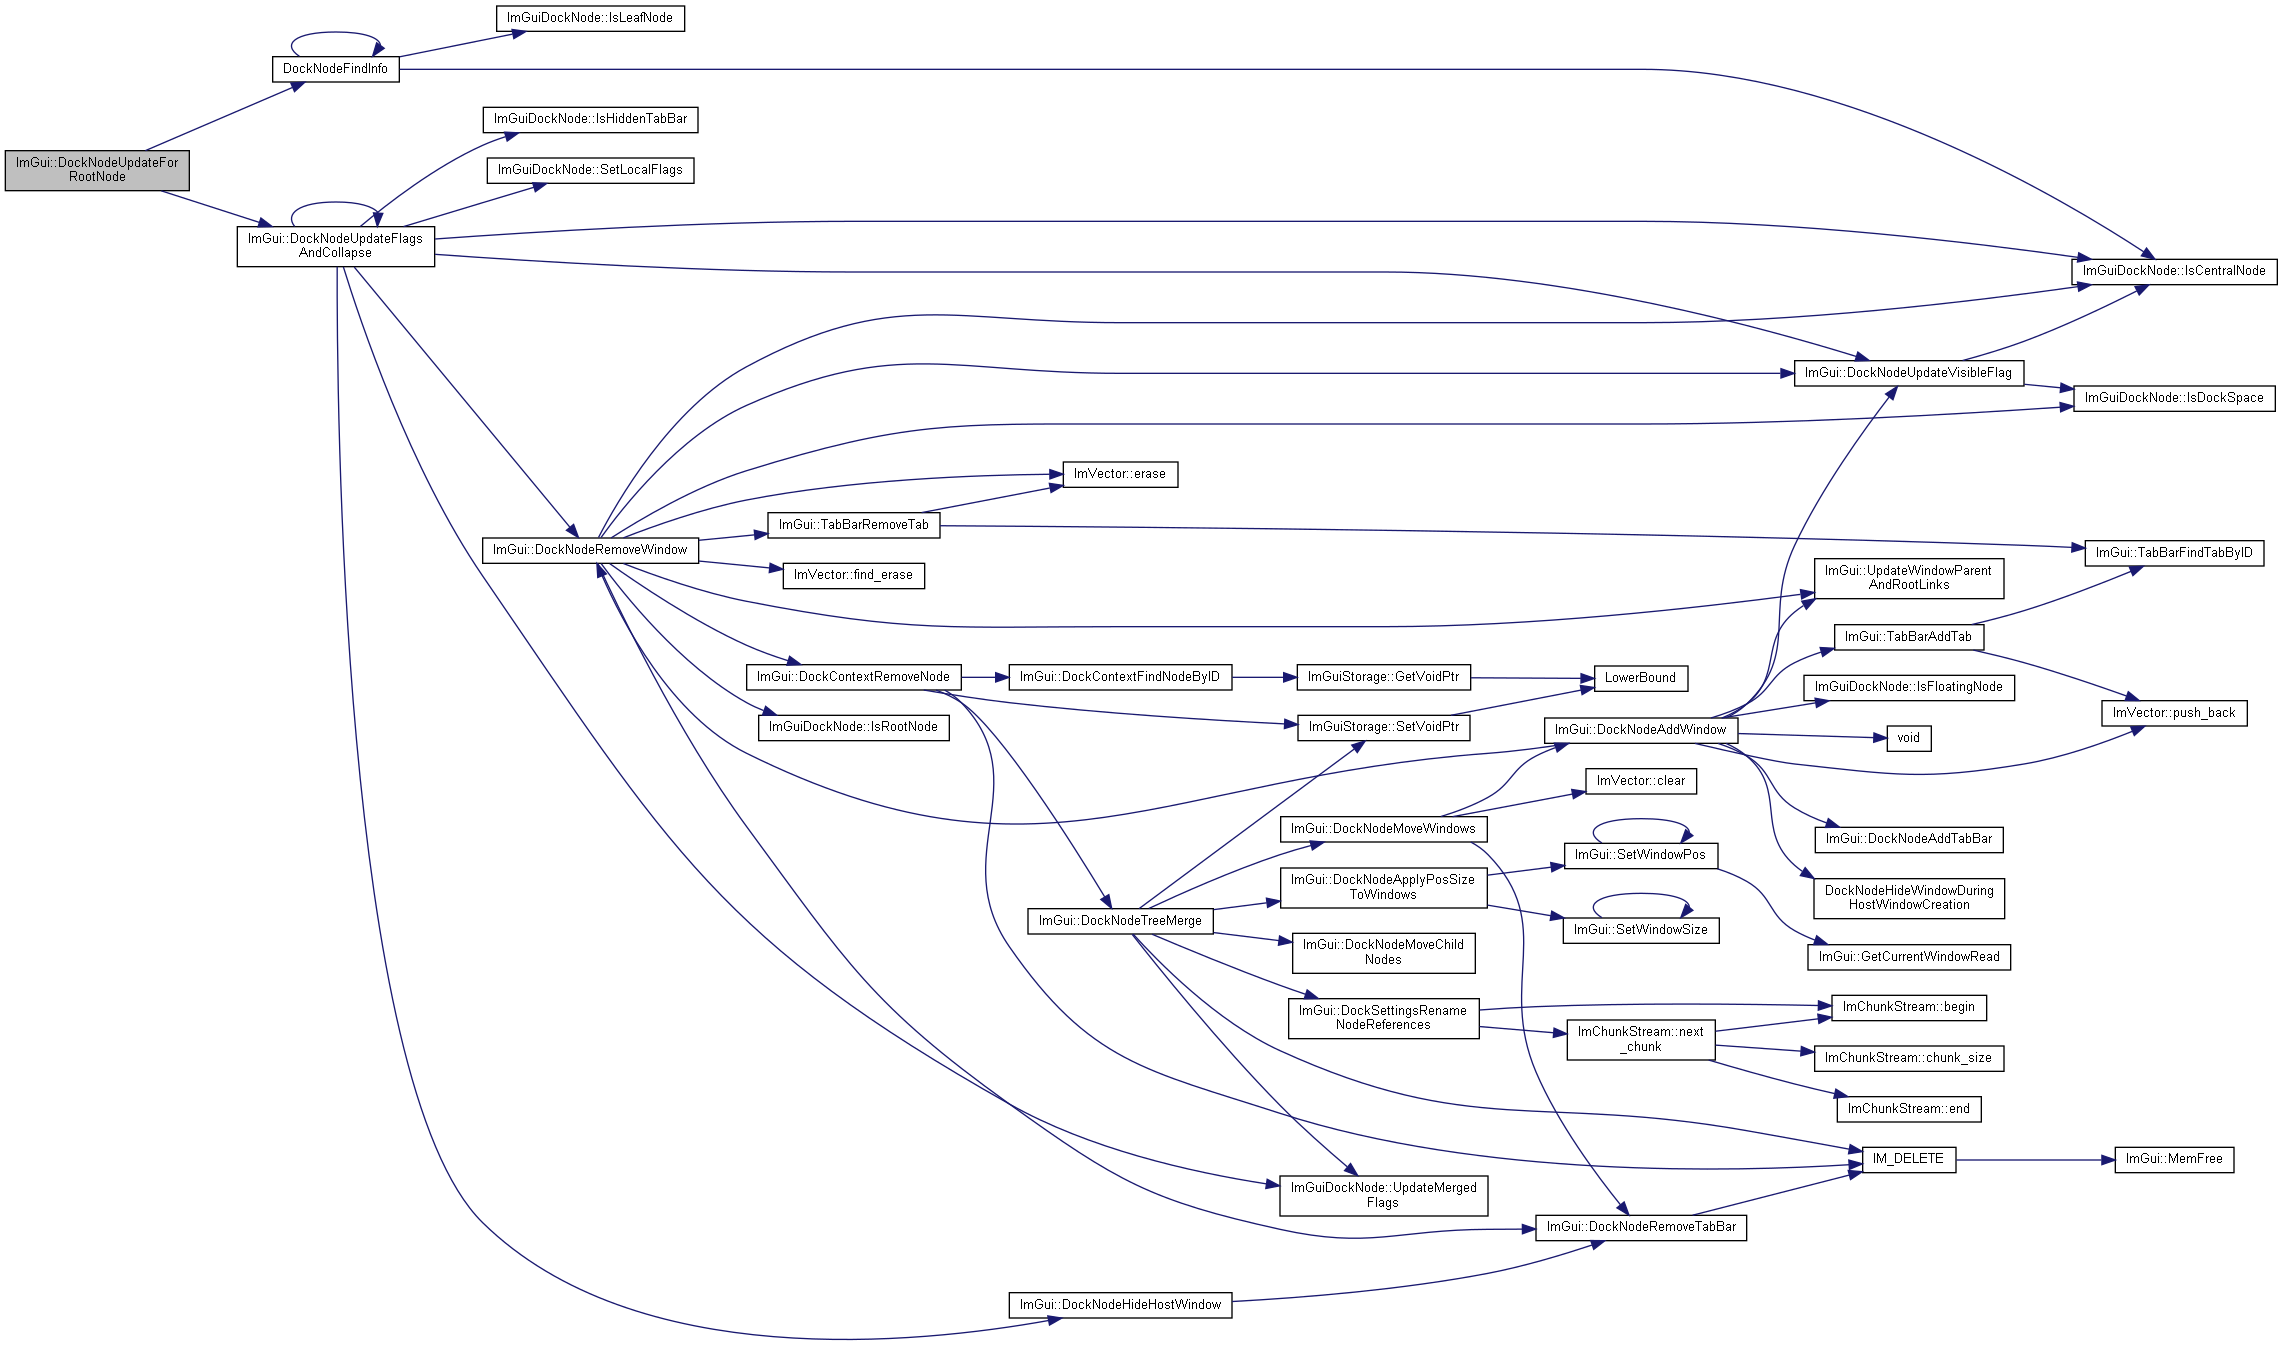 ImGuiDockNode::IsLeafNode
DockNodeFindInfo
ImGuiDockNode::IsHiddenTabBar
ImGui::DockNodeUpdateFor
RootNode
ImGuiDockNode::SetLocalFlags
ImGui::DockNodeUpdateFlags
AndCollapse
ImGuiDockNode::IsCentralNode
ImGui::DockNodeUpdateVisibleFlag
ImGuiDockNode::IsDockSpace
ImVector::erase
ImGui::TabBarRemoveTab
ImGui::DockNodeRemoveWindow
ImGui::TabBarFindTabByID
ImVector::find_erase
ImGui::UpdateWindowParent
AndRootLinks
ImGui::TabBarAddTab
ImGui::DockContextRemoveNode
ImGui::DockContextFindNodeByID
ImGuiStorage::GetVoidPtr
LowerBound
ImGuiDockNode::IsFloatingNode
ImVector::push_back
ImGuiDockNode::IsRootNode
ImGuiStorage::SetVoidPtr
ImGui::DockNodeAddWindow
void
ImVector::clear
ImGui::DockNodeMoveWindows
ImGui::DockNodeAddTabBar
ImGui::SetWindowPos
ImGui::DockNodeApplyPosSize
ToWindows
DockNodeHideWindowDuring
HostWindowCreation
ImGui::DockNodeTreeMerge
ImGui::SetWindowSize
ImGui::DockNodeMoveChild
Nodes
ImGui::GetCurrentWindowRead
ImGui::DockSettingsRename
NodeReferences
ImChunkStream::begin
ImChunkStream::next
_chunk
ImChunkStream::chunk_size
ImChunkStream::end
IM_DELETE
ImGui::MemFree
ImGuiDockNode::UpdateMerged
Flags
ImGui::DockNodeRemoveTabBar
ImGui::DockNodeHideHostWindow